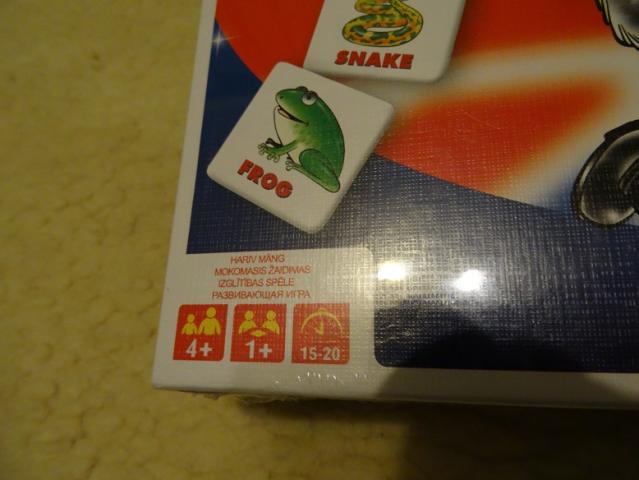 SNAKE
FROG
HARIV MÄNG
MOKOMASIS ŽAIDIMAS
IZGLĪTĪBAS SPĒLE
РАЗВИВАЮЩАЯ ИГРА
4+
1+
15-20